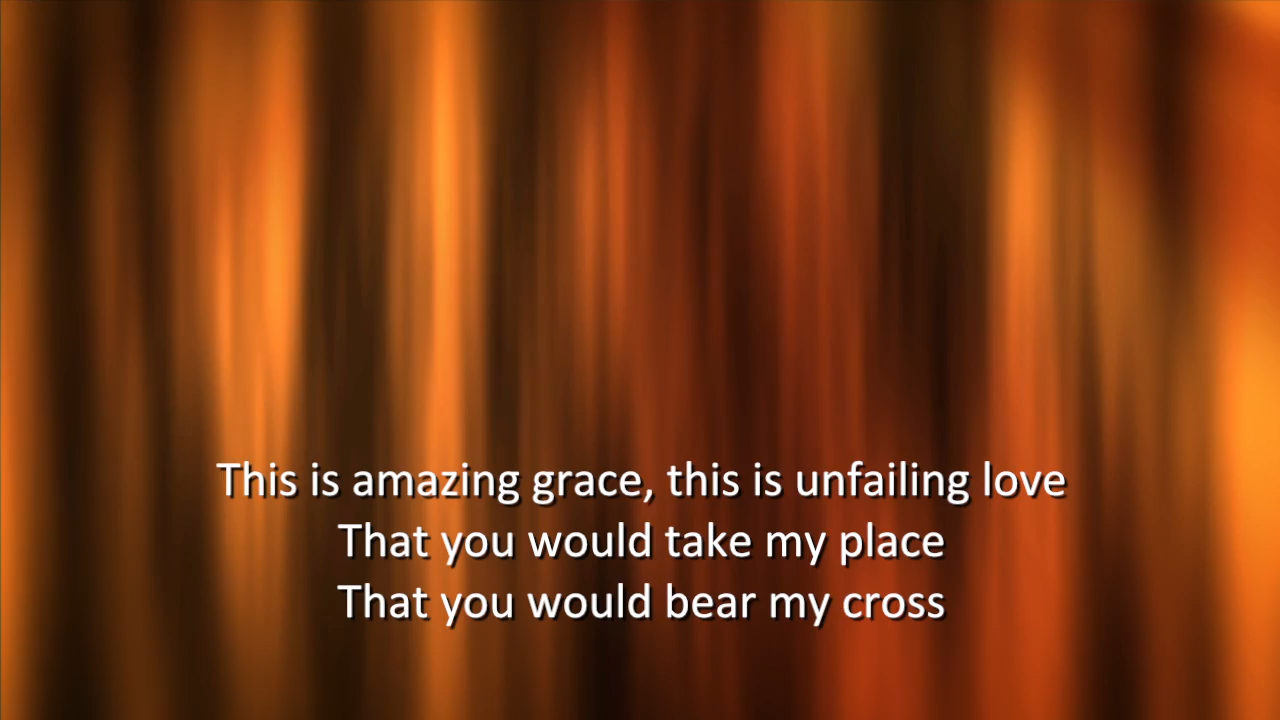 This is amazing grace, this is unfailing love
That you would take my place
That you would bear my cross